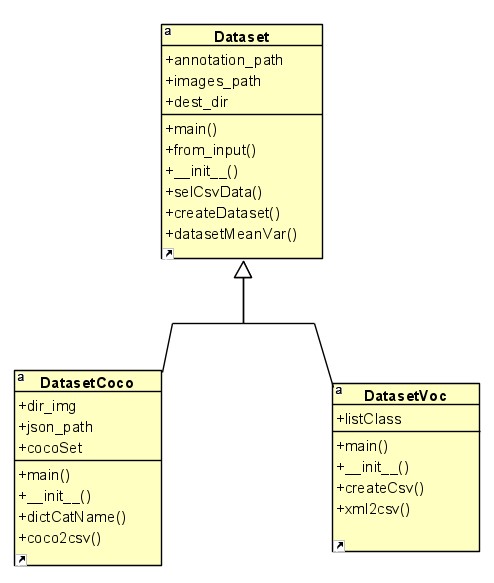 a
Dataset
+annotation_path
+images_path
+dest_dir
+main()
+from_input()
+__init__()
+selCsvData()
+createDataset()
+datasetMeanVar()
a
DatasetCoco
+dir_img
+json_path
+cocoSet
+main()
+__init__()
+dictCatName()
+coco2csv()
a
DatasetVoc
+listClass
+main()
+__init__()
+createCsv()
+xml2csv()